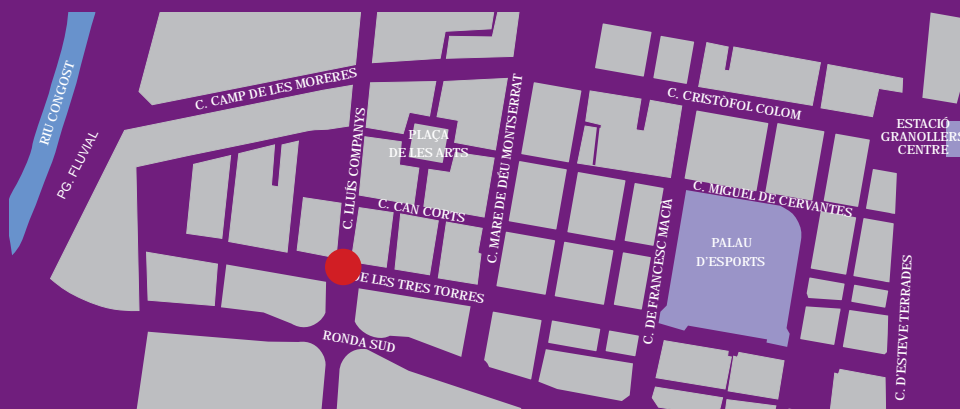 C. CAMP DE LES MORERES
C. CRISTÒFOL COLOM
RIU CONGOST
PG. FLUVIAL
C. LLUÍS COMPANYS
PLAÇA
DE LES ARTS
C. MARE DE DÉU MONTSERRAT
ESTACIÓ
GRANOLLERS
CENTRE
C. MIGUEL DE CERVANTES
C. CAN CORTS
C. DE FRANCESC MACIÀ
PALAU
D'ESPORTS
DE LES TRES TORRES
C. D'ESTEVE TERRADES
RONDA SUD